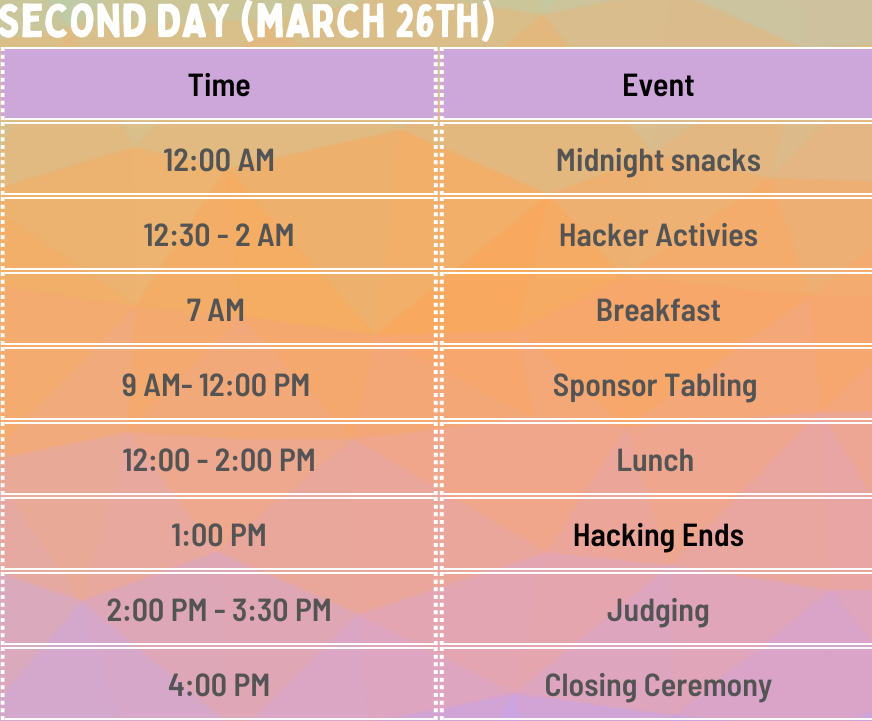 SECOND DAY (MARCH 26TH)
Time Event
12:00 AM Midnight snacks
12:30 - 2 AM Hacker Activies
7 AM Breakfast
9 AM- 12:00 PM Sponsor Tabling
12:00 - 2:00 PM Lunch
1:00 PM Hacking Ends
2:00 PM - 3:30 PM Judging
4:00 PM Closing Ceremony